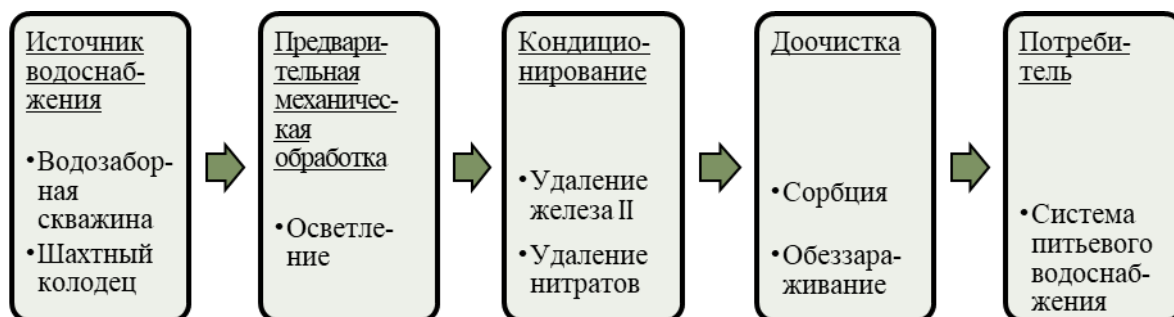 Источник
водоснаб-
жения
•Водозабор-
ная
скважина
•Шахтный
колодец
Предвари-
тельная
механичес-
кая
обработка
•Осветле-
ние
Кондицио-
нирование
•Удаление
железа II
•Удаление
нитратов
Доочистка
•Сорбция
•Обеззара-
живание
Потреби-
тель
•Система
питьевого
водоснаб-
жения